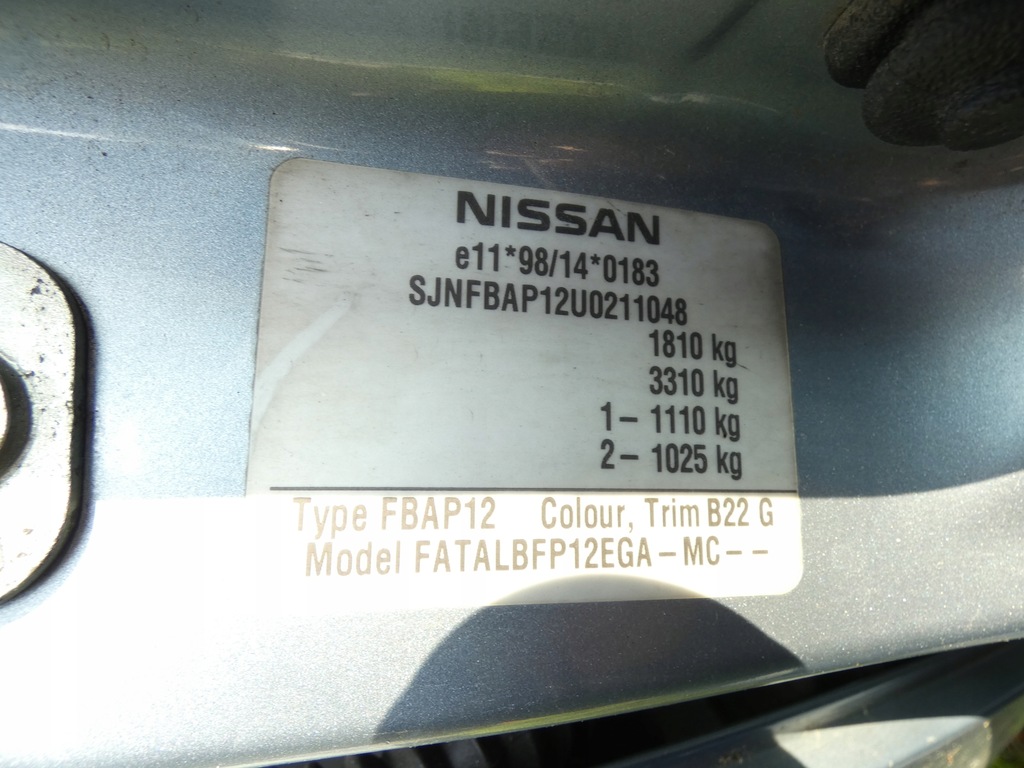 NISSAN
e11*98/14*0183
SJNFBAP12U0211048
1810 kg
3310 kg
1– 1110 kg
2– 1025 kg
Type FBAP12 Colour, Trim B22 G
Model FATALBFP12EGA–MC––